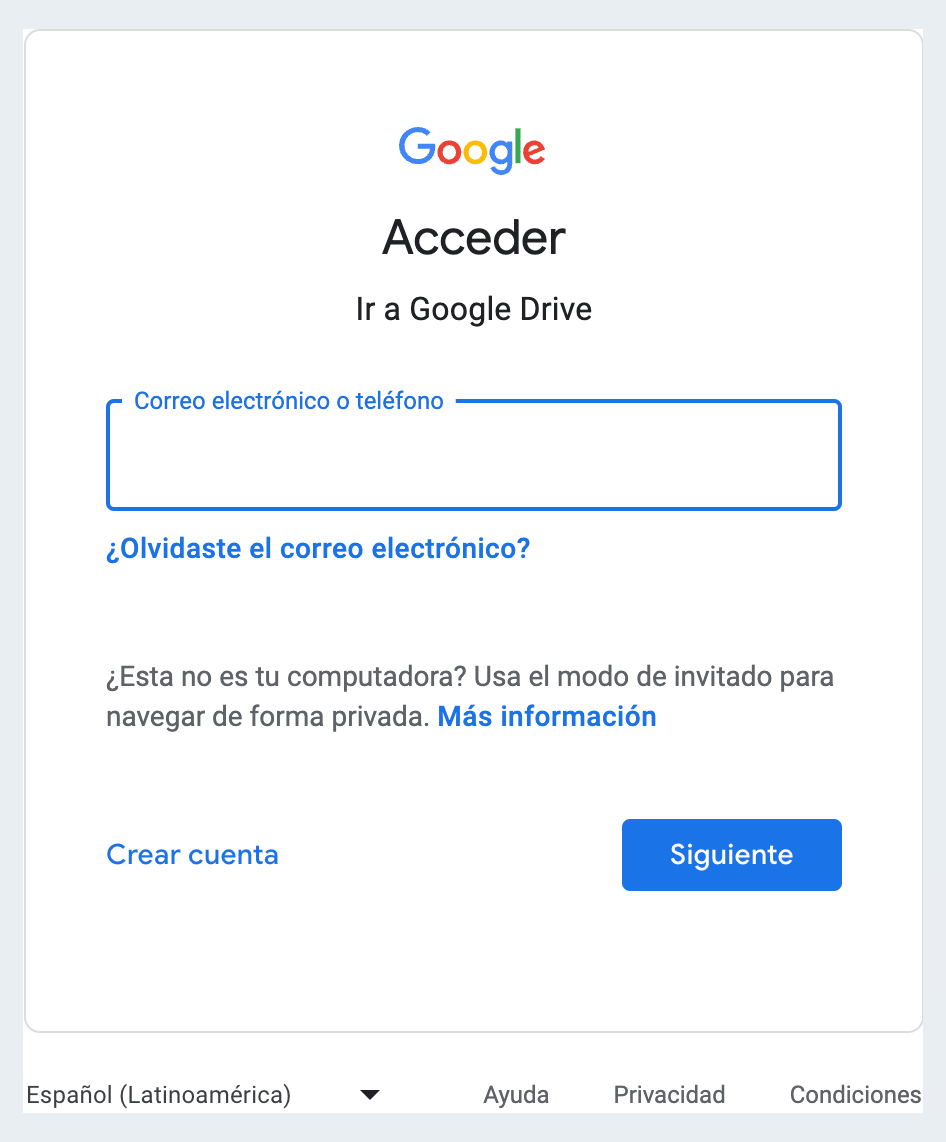 Google
Acceder
Ir a Google Drive
Correo electrónico o teléfono
¿Olvidaste el correo electrónico?
¿Esta no es tu computadora? Usa el modo de invitado para
navegar de forma privada. Más información
Crear cuenta
Siguiente
Español (Latinoamérica)
Ayuda
Privacidad
Condiciones